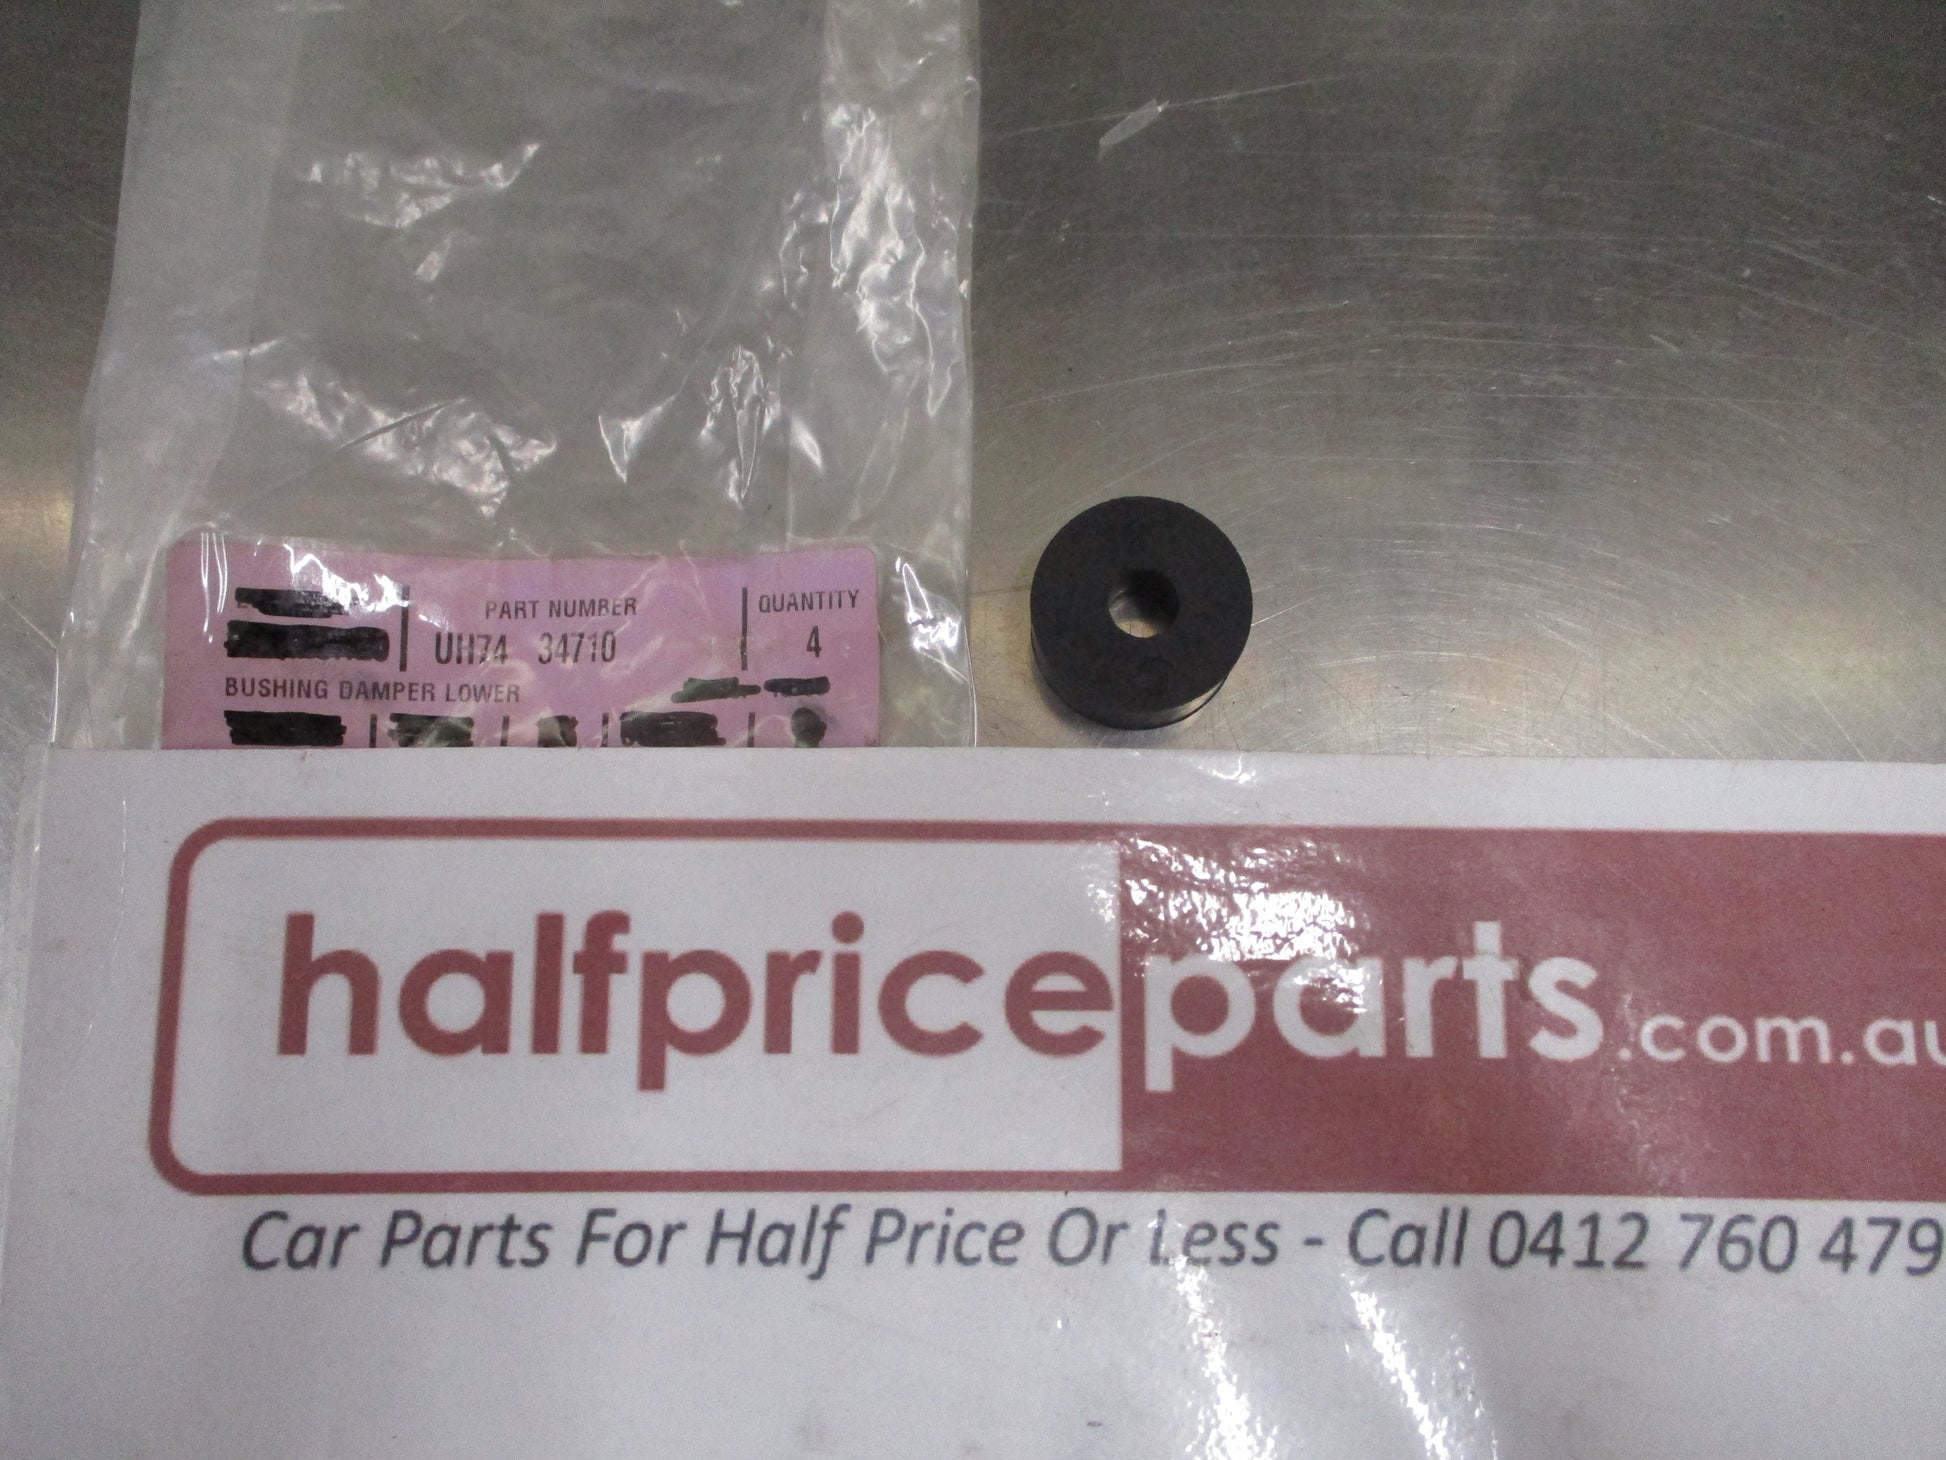 PART NUMBER QUANTITY
UH74 34710 4
BUSHING DAMPER LOWER
halfpriceparts.com.au
Car Parts For Half Price Or Less - Call 0412 760 479